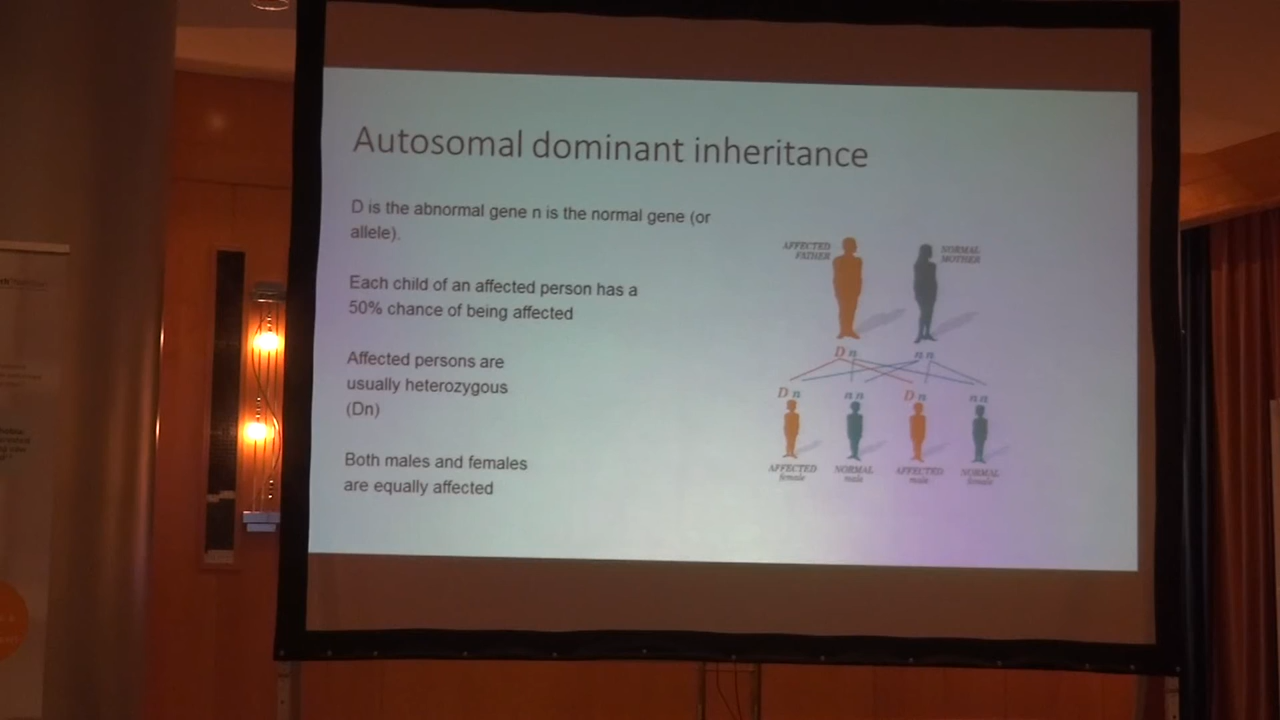 Autosomal dominant inheritance
D is the abnormal gene n is the normal gene (or
allele).
Each child of an affected person has a
50% chance of being affected
Affected persons are
usually heterozygous
(Dn)
Both males and females
are equally affected
AFFECTED
FATHER
NORMAL
MOTHER
D n
n n
D n
n n
D n
n n
AFFECTED
female
NORMAL
male
AFFECTED
male
NORMAL
female